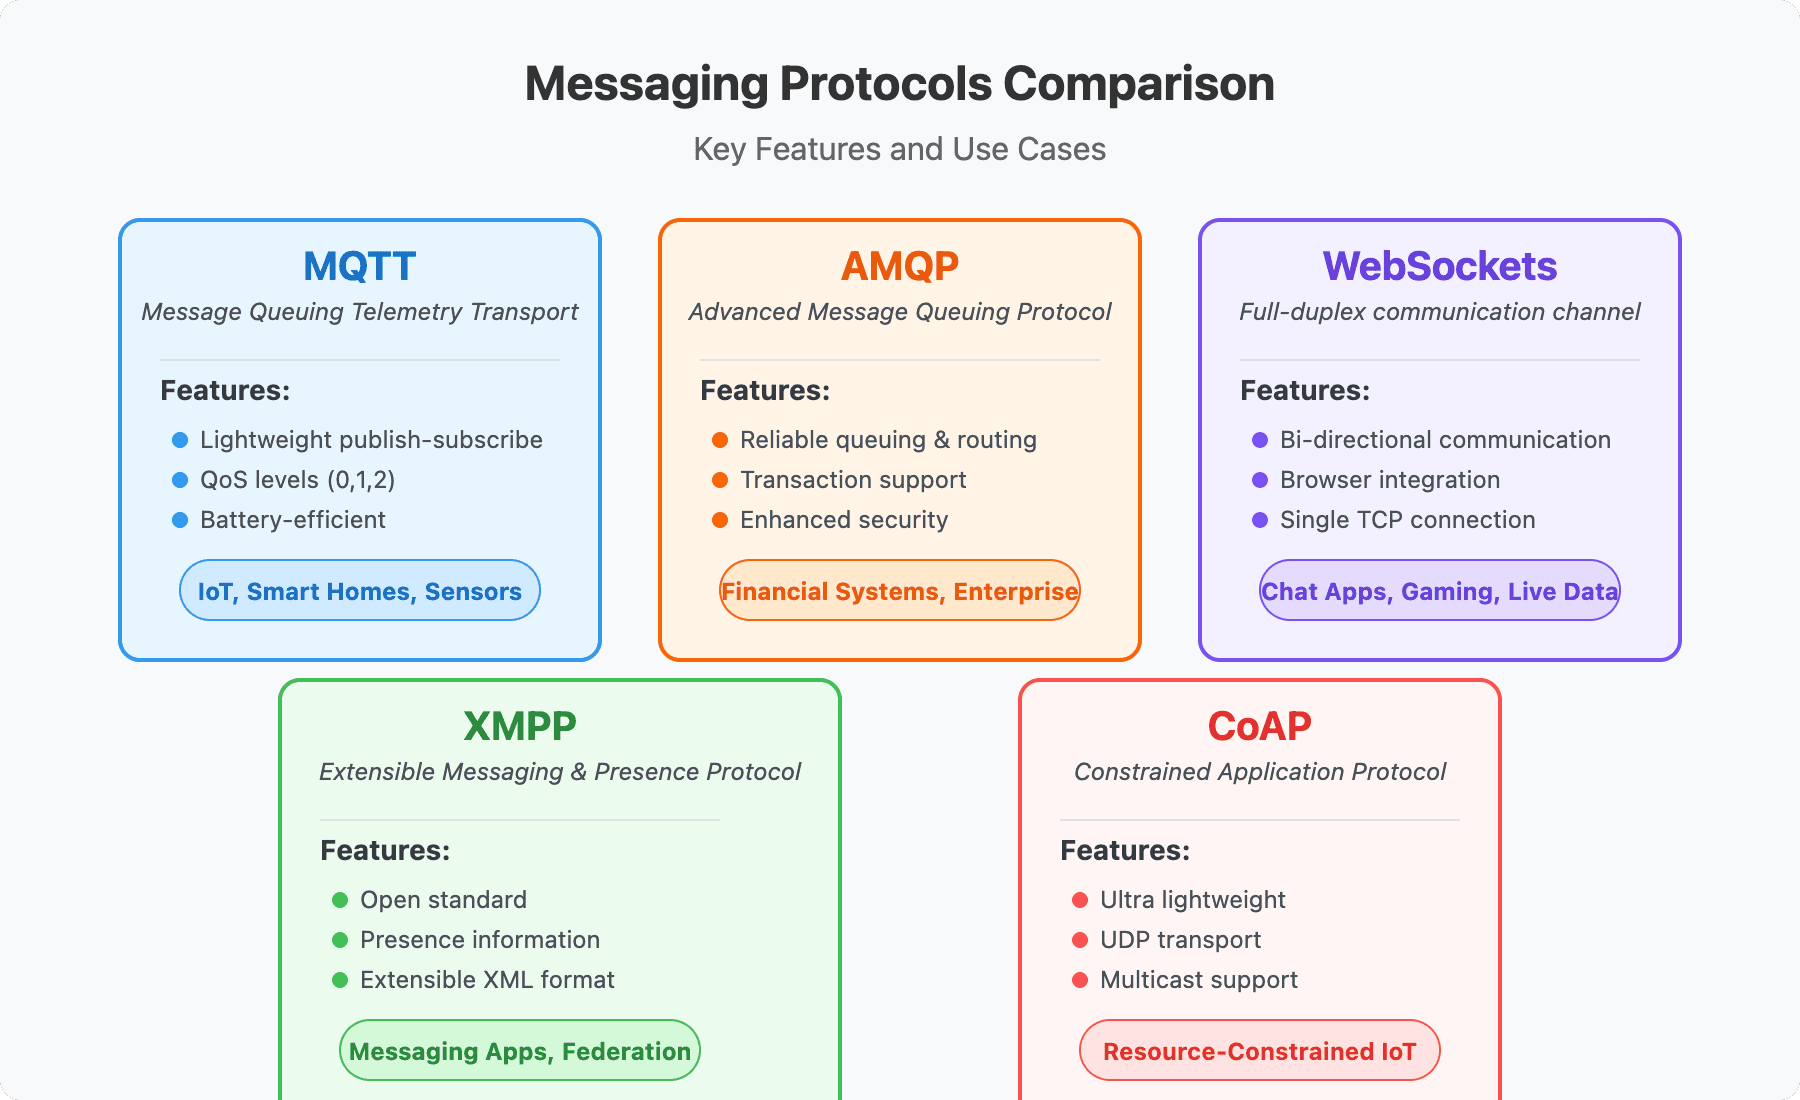 Messaging Protocols Comparison
Key Features and Use Cases
MQTT
Message Queuing Telemetry Transport
Features:
Lightweight publish-subscribe
QoS levels (0,1,2)
Battery-efficient
IoT, Smart Homes, Sensors
AMQP
Advanced Message Queuing Protocol
Features:
Reliable queuing & routing
Transaction support
Enhanced security
Financial Systems, Enterprise
WebSockets
Full-duplex communication channel
Features:
Bi-directional communication
Browser integration
Single TCP connection
Chat Apps, Gaming, Live Data
XMPP
Extensible Messaging & Presence Protocol
Features:
Open standard
Presence information
Extensible XML format
Messaging Apps, Federation
CoAP
Constrained Application Protocol
Features:
Ultra lightweight
UDP transport
Multicast support
Resource-Constrained IoT